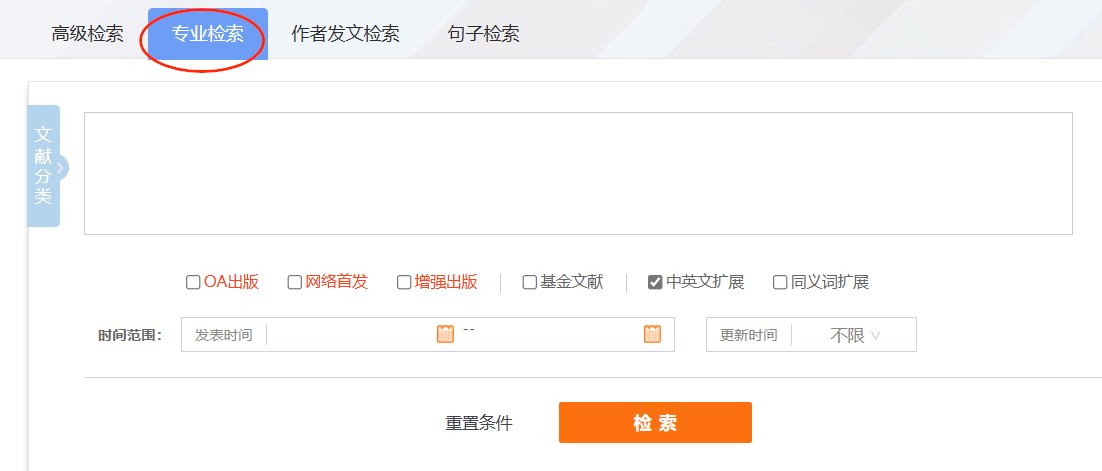 高级检索 专业检索 作者发文检索 句子检索
文献分类
OA出版 网络首发 增强出版 基金文献 中英文扩展 同义词扩展
时间范围： 发表时间 -- 更新时间 不限
重置条件 检索